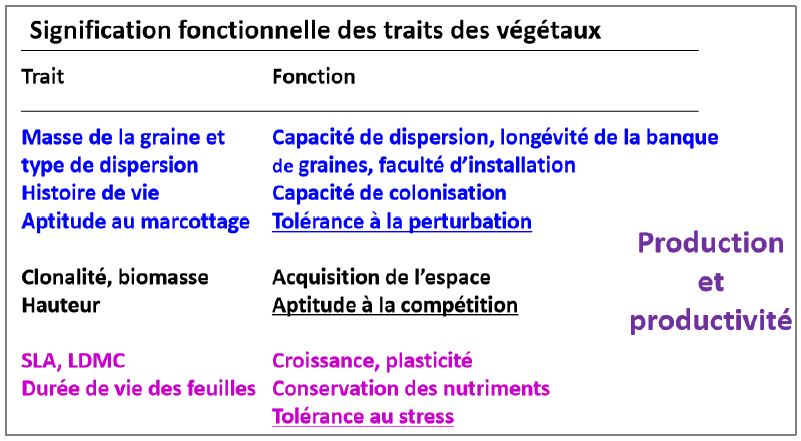 Signification fonctionnelle des traits des végétaux
Trait Fonction
Masse de la graine et Capacité de dispersion, longévité de la banque
type de dispersion de graines, faculté d'installation
Histoire de vie Capacité de colonisation
Aptitude au marcottage Tolérance à la perturbation
Clonalité, biomasse Acquisition de l'espace
Hauteur Aptitude à la compétition
SLA, LDMC Croissance, plasticité
Durée de vie des feuilles Conservation des nutriments
Tolérance au stress
Production
et
productivité